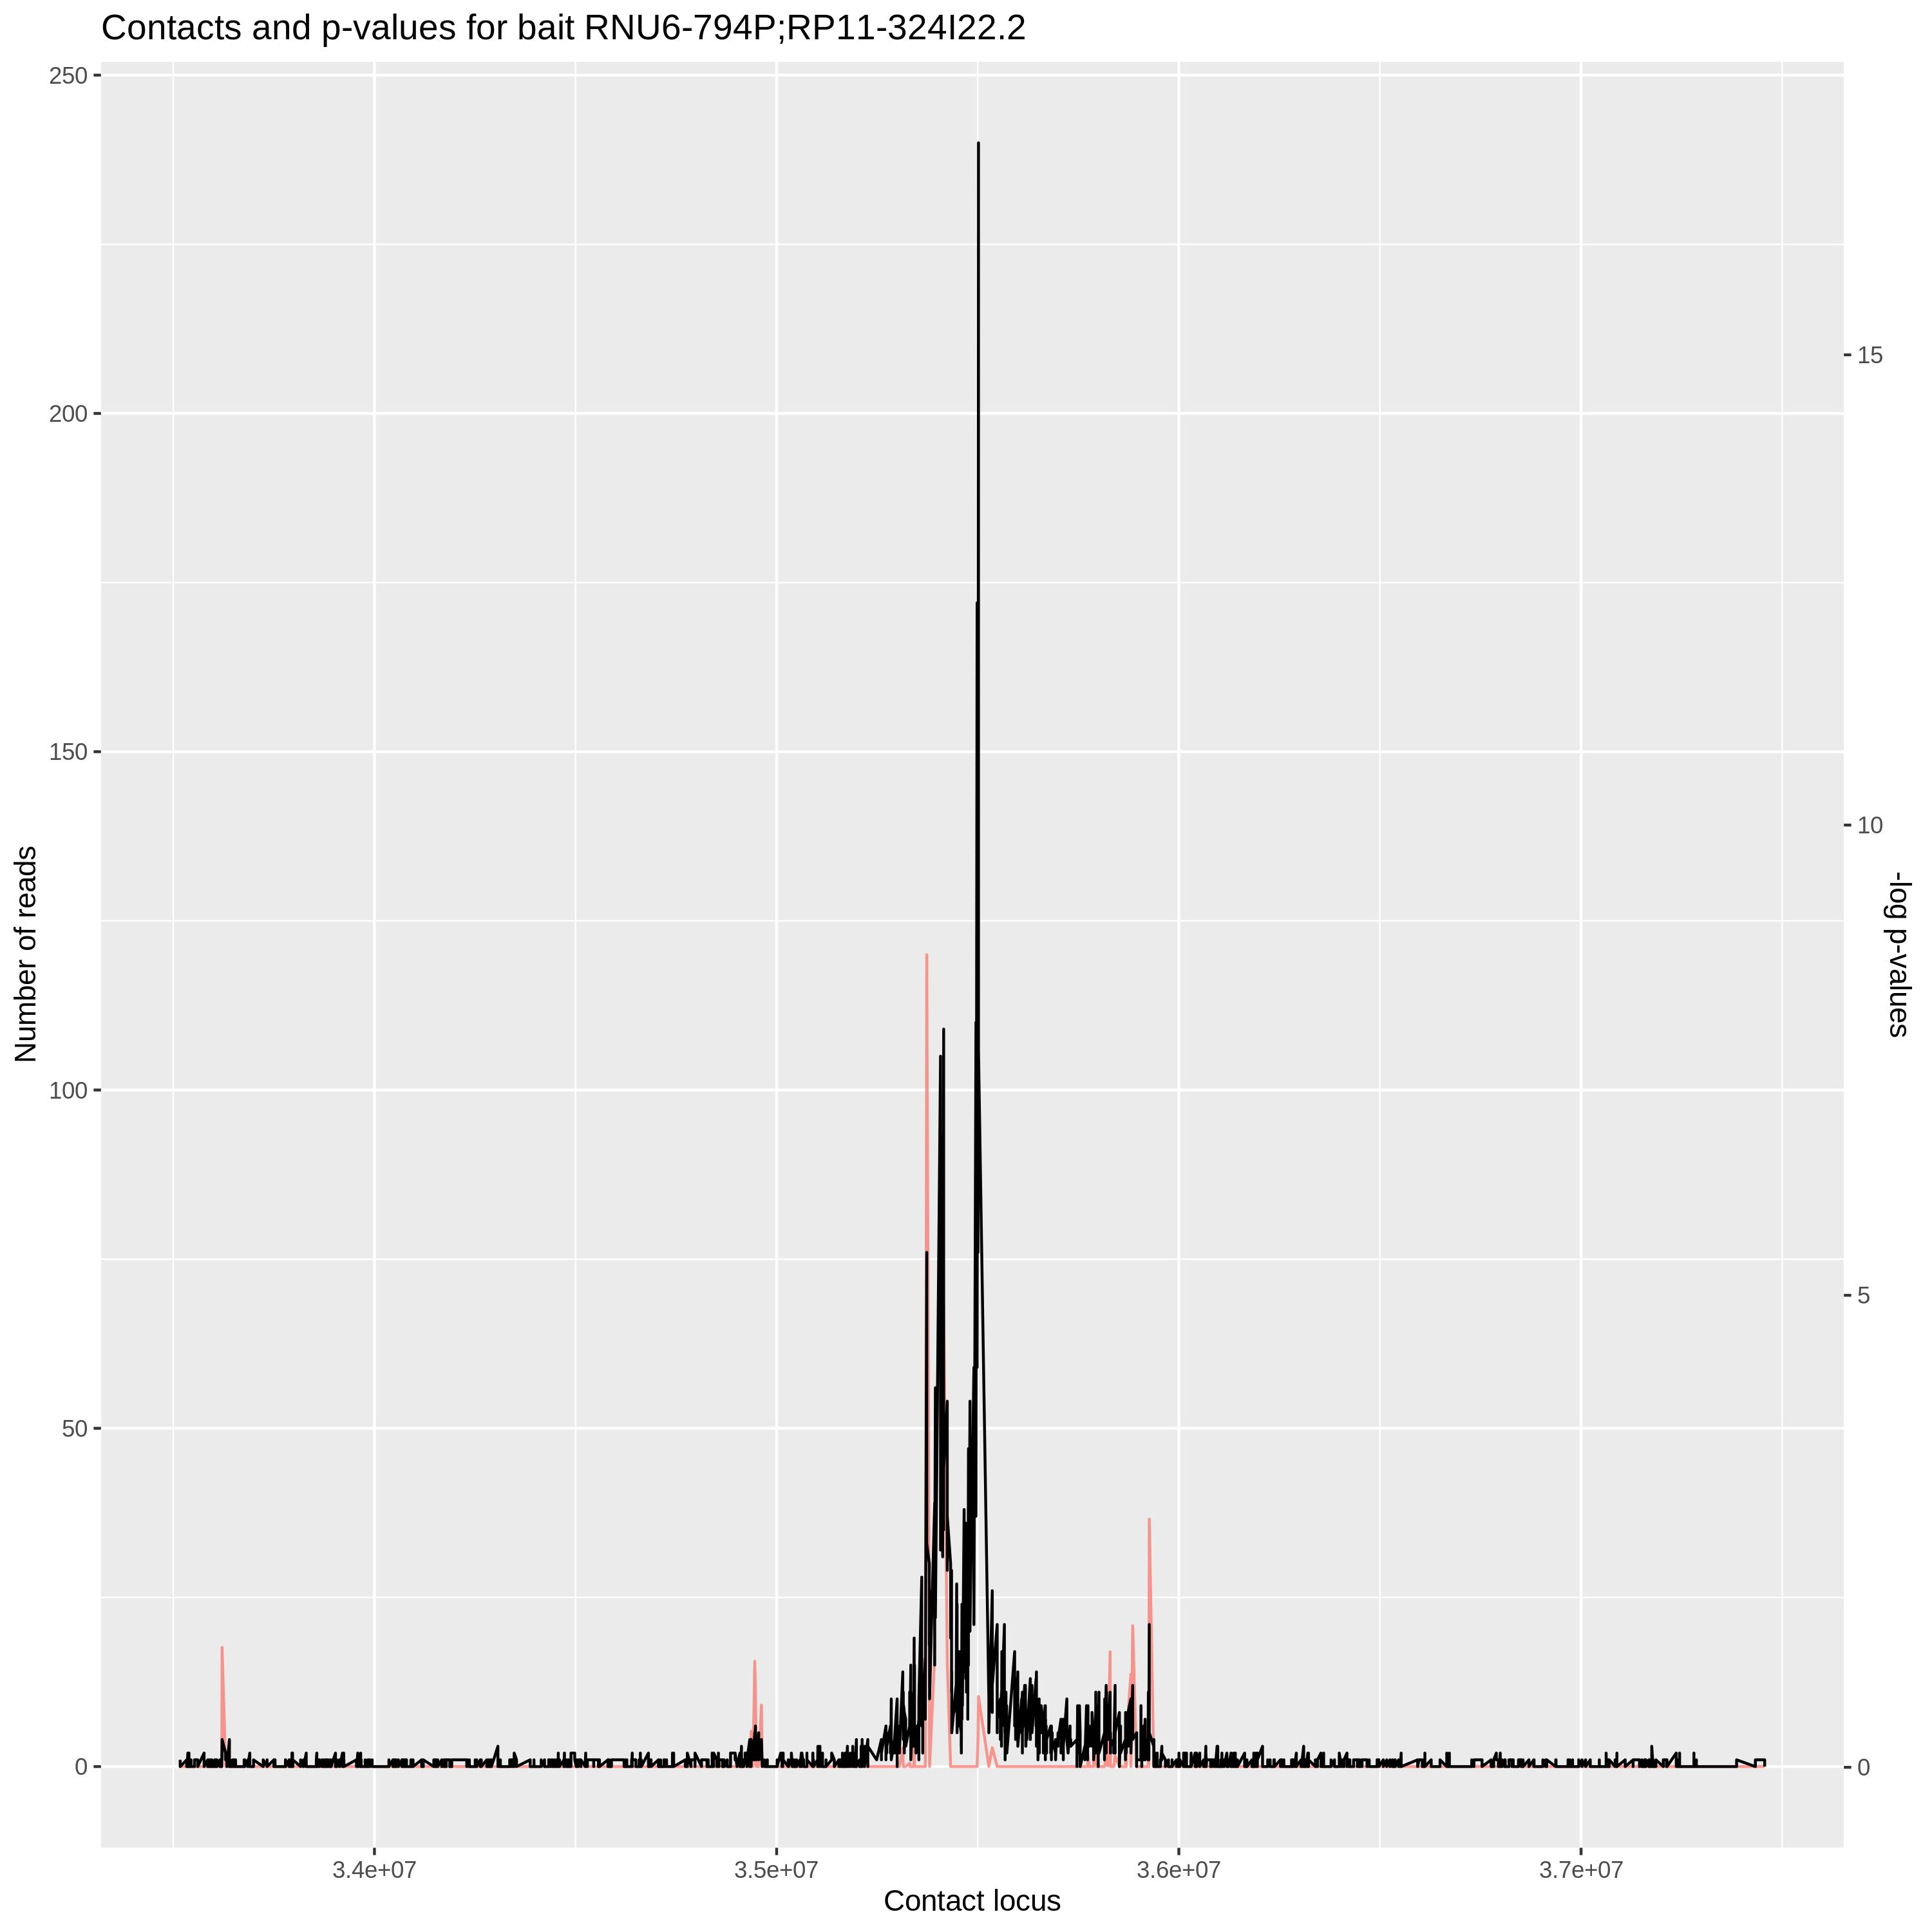 Contacts and p-values for bait RNU6-794P;RP11-324I22.2
250
200
150
100
50
0
Number of reads
15
10
5
0
-log p-values
3.4e+07
3.5e+07
3.6e+07
3.7e+07
Contact locus